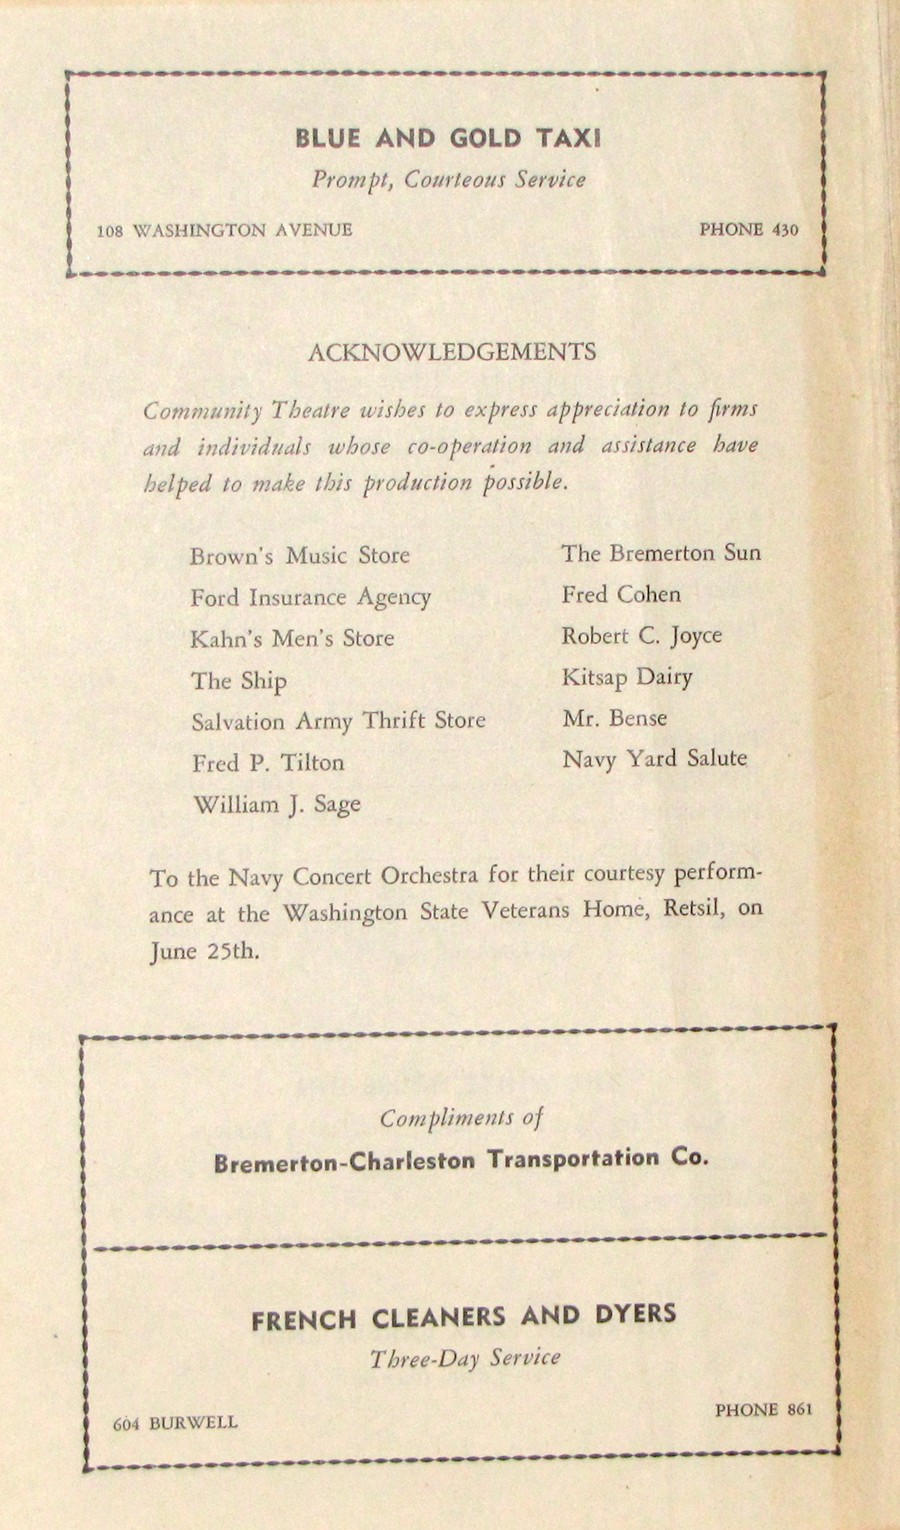 BLUE AND GOLD TAXI
Prompt, Courteous Service
108 WASHINGTON AVENUE PHONE 430
ACKNOWLEDGEMENTS
Community Theatre wishes to express appreciation to firms
and individuals whose co-operation and assistance have
helped to make this production possible.
Brown's Music Store
Ford Insurance Agency
Kahn's Men's Store
The Ship
Salvation Army Thrift Store
Fred P. Tilton
William J. Sage
The Bremerton Sun
Fred Cohen
Robert C. Joyce
Kitsap Dairy
Mr. Bense
Navy Yard Salute
To the Navy Concert Orchestra for their courtesy perform-
ance at the Washington State Veterans Home, Retsil, on
June 25th.
Compliments of
Bremerton-Charleston Transportation Co.
FRENCH CLEANERS AND DYERS
Three-Day Service
604 BURWELL PHONE 861